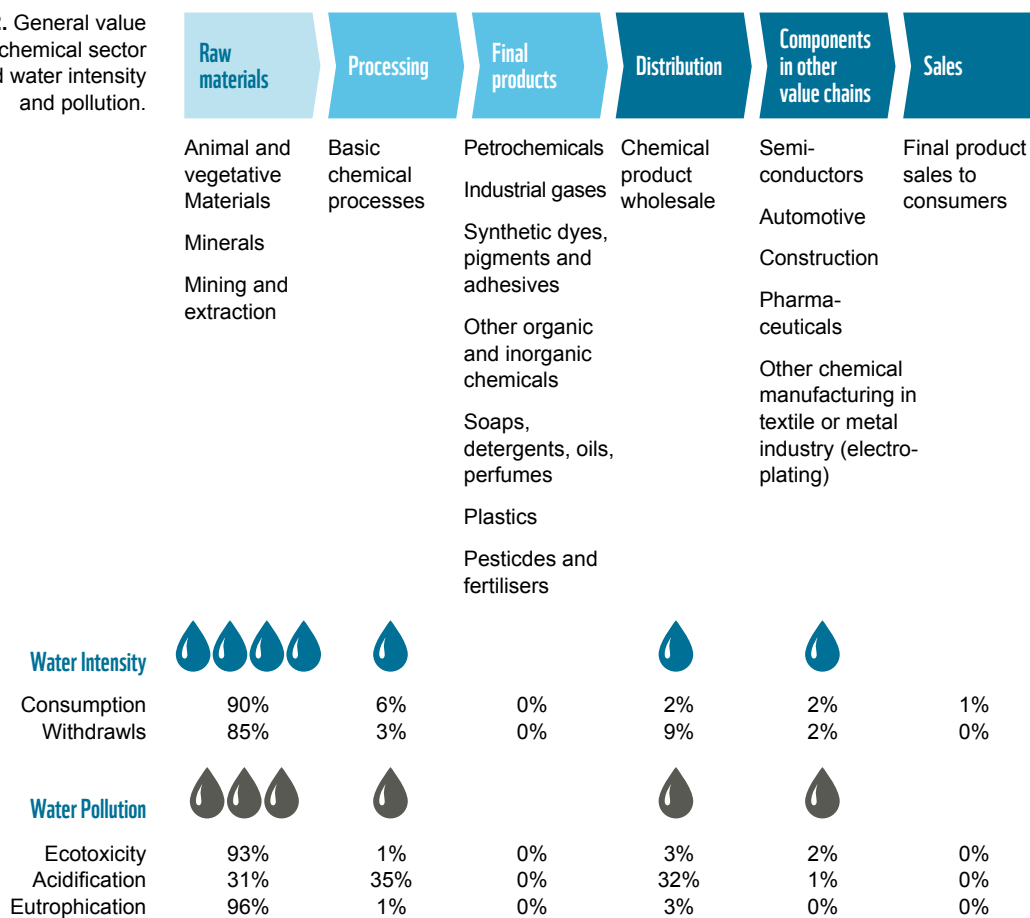 2. General value
chemical sector
d water intensity
and pollution.
Raw
materials
Processing
Final
products
Distribution
Components
in other
value chains
Sales
Animal and
vegetative
Materials
Minerals
Mining and
extraction
Basic
chemical
processes
Petrochemicals
Industrial gases
Synthetic dyes,
pigments and
adhesives
Other organic
and inorganic
chemicals
Soaps,
detergents, oils,
perfumes
Plastics
Pesticdes and
fertilisers
Chemical
product
wholesale
Semi-
conductors
Automotive
Construction
Pharma-
ceuticals
Other chemical
manufacturing in
textile or metal
industry (electro-
plating)
Final product
sales to
consumers
Water Intensity
Consumption 90% 6% 0% 2% 2% 1%
Withdrawls 85% 3% 0% 9% 2% 0%
Water Pollution
Ecotoxicity 93% 1% 0% 3% 2% 0%
Acidification 31% 35% 0% 32% 1% 0%
Eutrophication 96% 1% 0% 3% 0% 0%